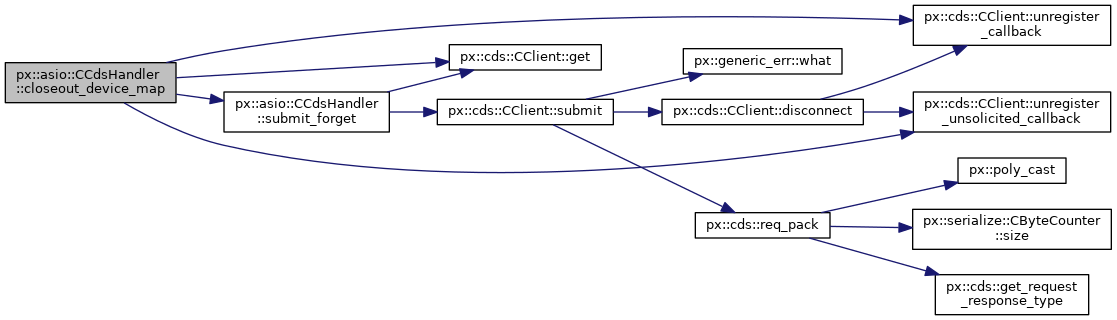 px::asio::CCdsHandler
::closeout_device_map
px::cds::CClient::get
px::asio::CCdsHandler
::submit_forget
px::cds::CClient::submit
px::generic_err::what
px::cds::CClient::disconnect
px::cds::req_pack
px::cds::CClient::unregister
_callback
px::cds::CClient::unregister
_unsolicited_callback
px::poly_cast
px::serialize::CByteCounter
::size
px::cds::get_request
_response_type